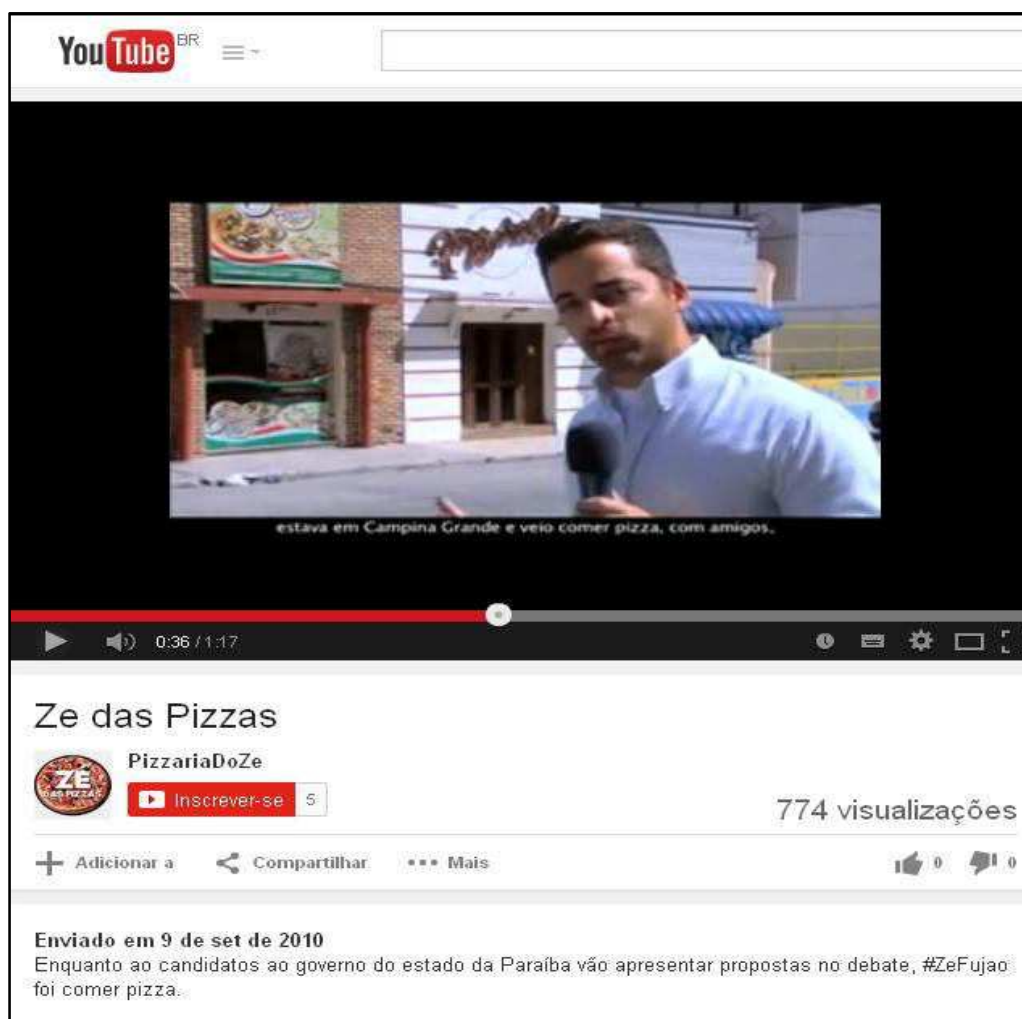 YouTube BR
estava em Campina Grande e veio comer pizza, com amigos.
0:36 / 1:17
Ze das Pizzas
ZÉ
DAS PIZZAS
PizzariaDoZe
Inscrever-se 5
774 visualizações
Adicionar a Compartilhar Mais 0 0
Enviado em 9 de set de 2010
Enquanto ao candidatos ao governo do estado da Paraíba vão apresentar propostas no debate, #ZeFujao
foi comer pizza.